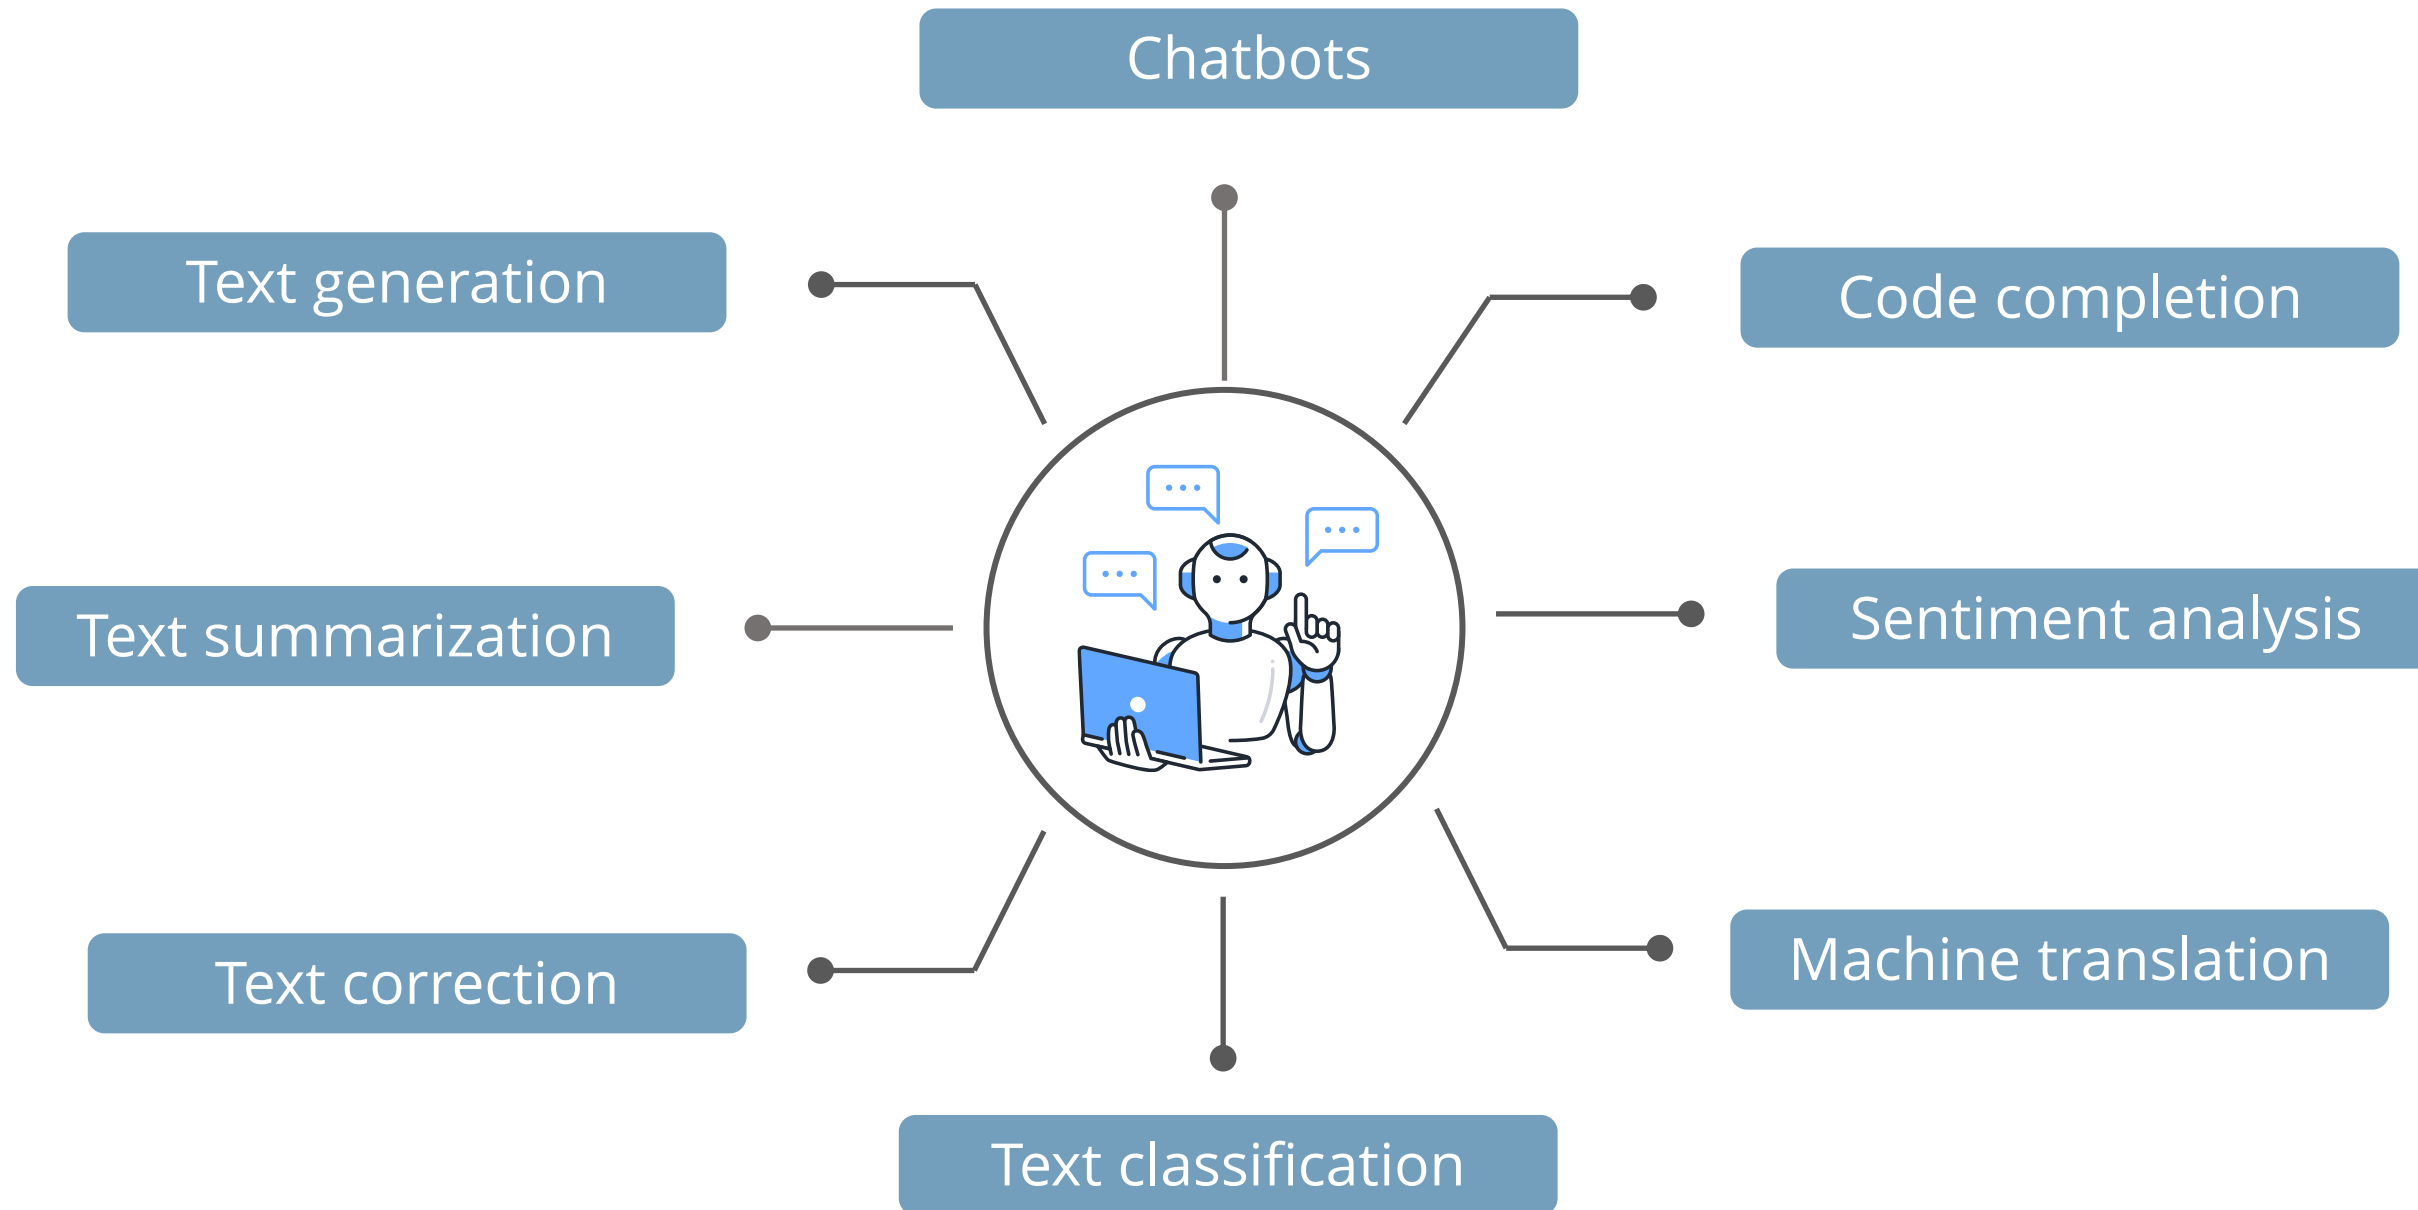 Chatbots
Text generation
Code completion
Text summarization
Sentiment analysis
Text correction
Machine translation
Text classification